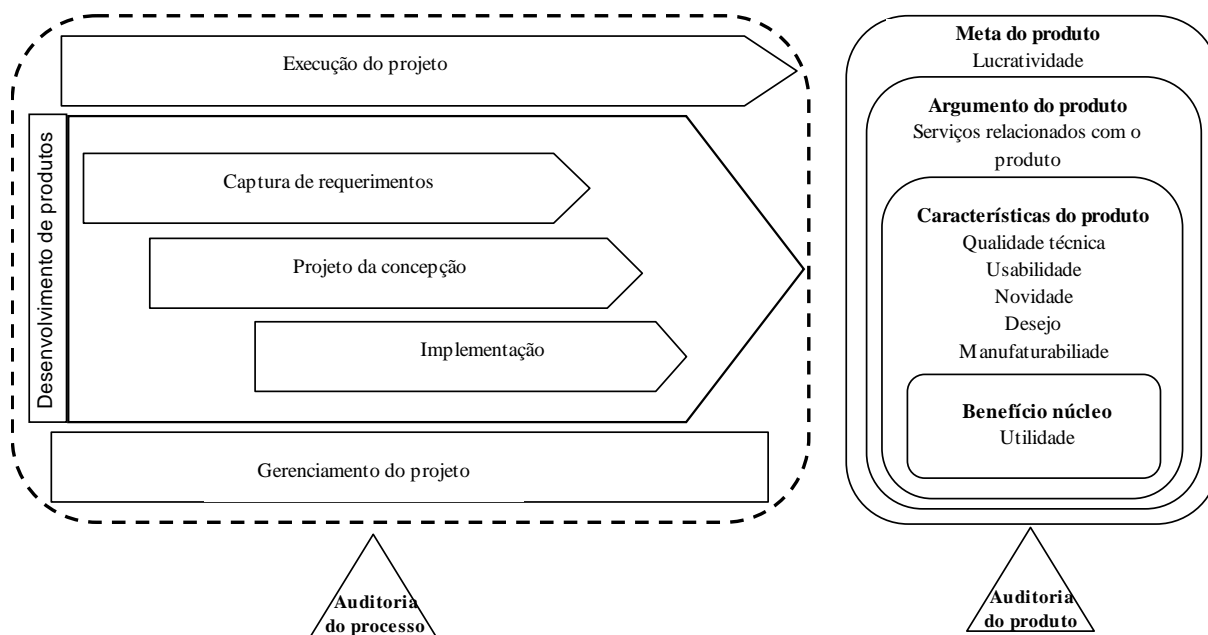 Execução do projeto
Desenvolvimento de produtos
Captura de requerimentos
Projeto da concepção
Implementação
Gerenciamento do projeto
Auditoria
do processo
Meta do produto
Lucratividade
Argumento do produto
Serviços relacionados com o
produto
Características do produto
Qualidade técnica
Usabilidade
Novidade
Desejo
Manufaturabiliade
Benefício núcleo
Utilidade
Auditoria
do produto